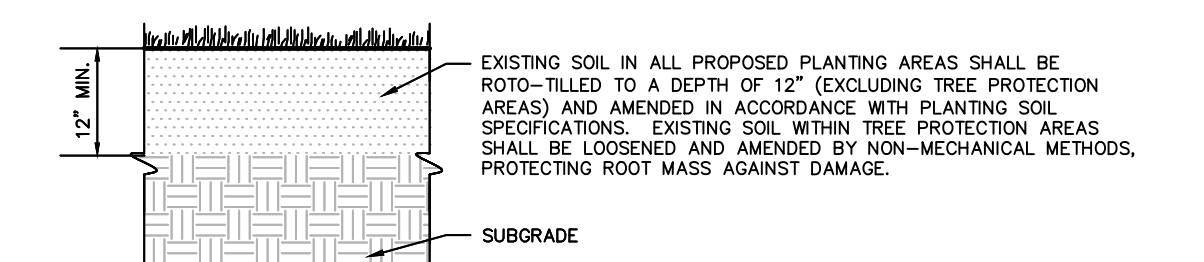 12" MIN.
EXISTING SOIL IN ALL PROPOSED PLANTING AREAS SHALL BE
ROTO-TILLED TO A DEPTH OF 12" (EXCLUDING TREE PROTECTION
AREAS) AND AMENDED IN ACCORDANCE WITH PLANTING SOIL
SPECIFICATIONS. EXISTING SOIL WITHIN TREE PROTECTION AREAS
SHALL BE LOOSENED AND AMENDED BY NON-MECHANICAL METHODS,
PROTECTING ROOT MASS AGAINST DAMAGE.
SUBGRADE